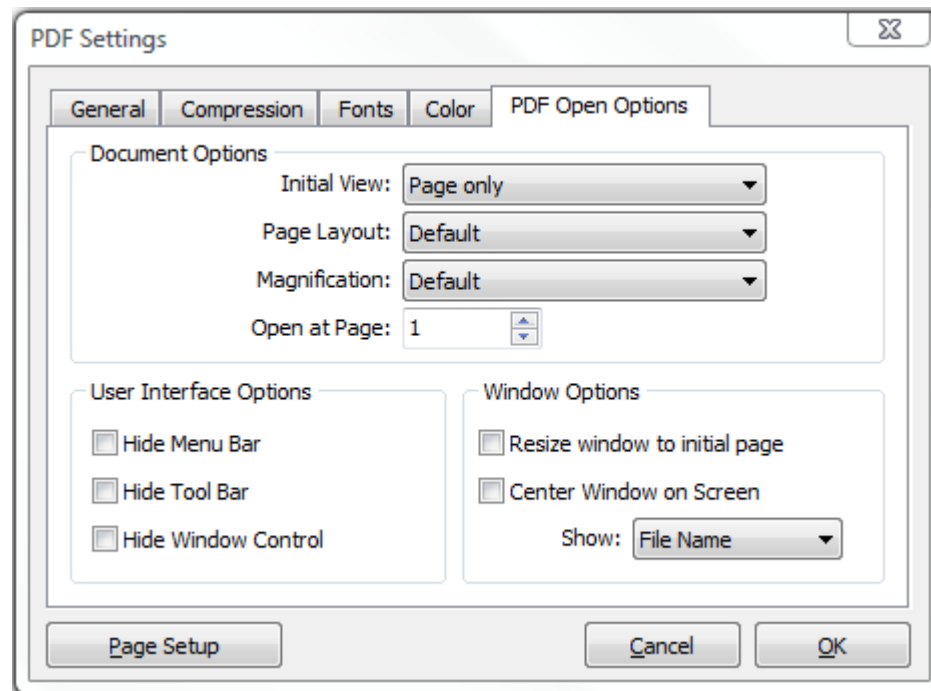 PDF Settings
General Compression Fonts Color PDF Open Options
Document Options
Initial View: Page only
Page Layout: Default
Magnification: Default
Open at Page: 1
User Interface Options
Hide Menu Bar
Hide Tool Bar
Hide Window Control
Window Options
Resize window to initial page
Center Window on Screen
Show: File Name
Page Setup Cancel OK